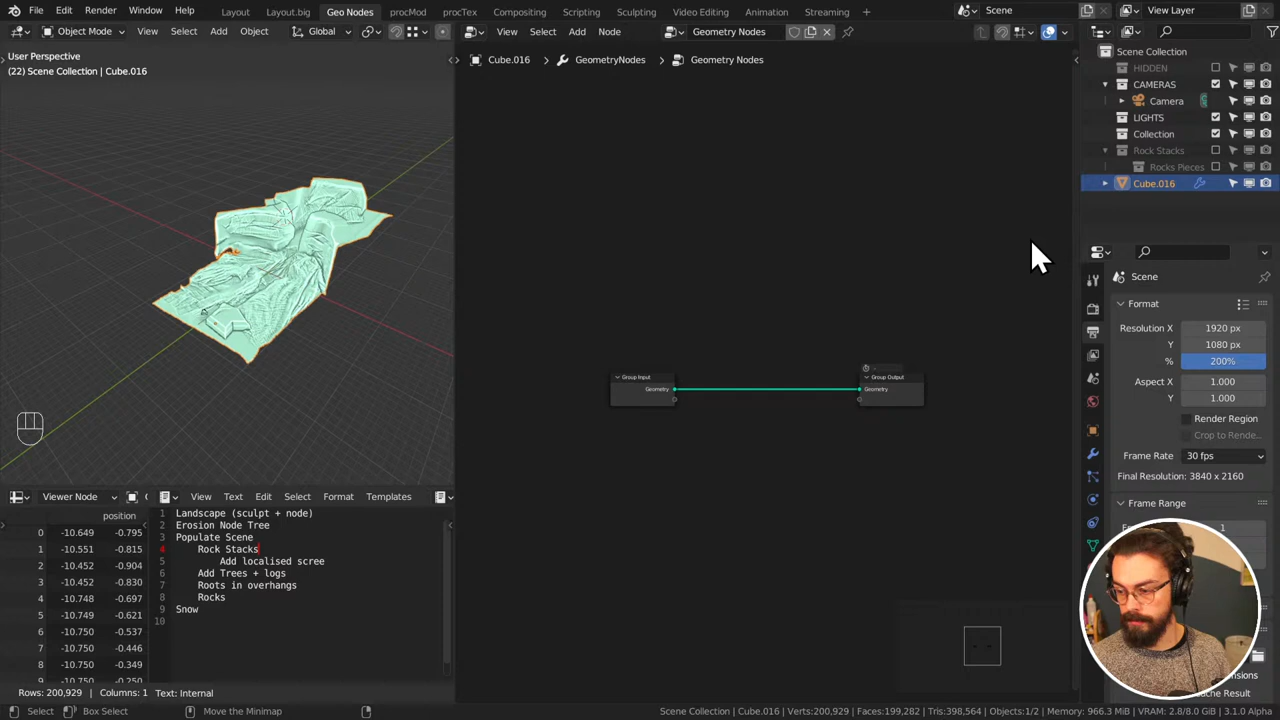 File Edit Render Window Help Layout Layout.big Geo Nodes procMod procTex Compositing Scripting Sculpting Video Editing Animation Streaming + Scene View Layer
Object Mode View Select Add Object Global View Select Add Node Geometry Nodes
User Perspective
(22) Scene Collection | Cube.016
Cube.016 > GeometryNodes > Geometry Nodes
Scene Collection
HIDDEN
CAMERAS
Camera
LIGHTS
Collection
Rock Stacks
Rocks Pieces
Cube.016
Scene
Format
Resolution X 1920 px
Y 1080 px
% 200%
Aspect X 1.000
Y 1.000
Render Region
Crop to Rende...
Frame Rate 30 fps
Final Resolution: 3840 x 2160
Frame Range
1
Group Input
Geometry
Group Output
Geometry
Viewer Node View Text Edit Select Format Templates
position
0 -10.649 -0.795
1 -10.551 -0.815
2 -10.452 -0.904
3 -10.664 -0.830
4 -10.748 -0.697
5 -10.749 -0.621
6 -10.750 -0.537
7 -10.750 -0.446
8 -10.750 -0.349
9 -10.750 -0.250
1 Landscape (sculpt + node)
2 Erosion Node Tree
3 Populate Scene
4 Rock Stacks
5 Add localised scree
6 Add Trees + logs
7 Roots in overhangs
8 Rocks
9 Snow
10
Rows: 200,929 | Columns: 1 Text: Internal
Select Box Select Move the Minimap
Scene Collection | Cube.016 | Verts:200,929 | Faces:199,282 | Tris:398,564 | Objects:1/2 | Memory: 966.3 MiB | VRAM: 2.8/8.0 GiB | 3.1.0 Alpha